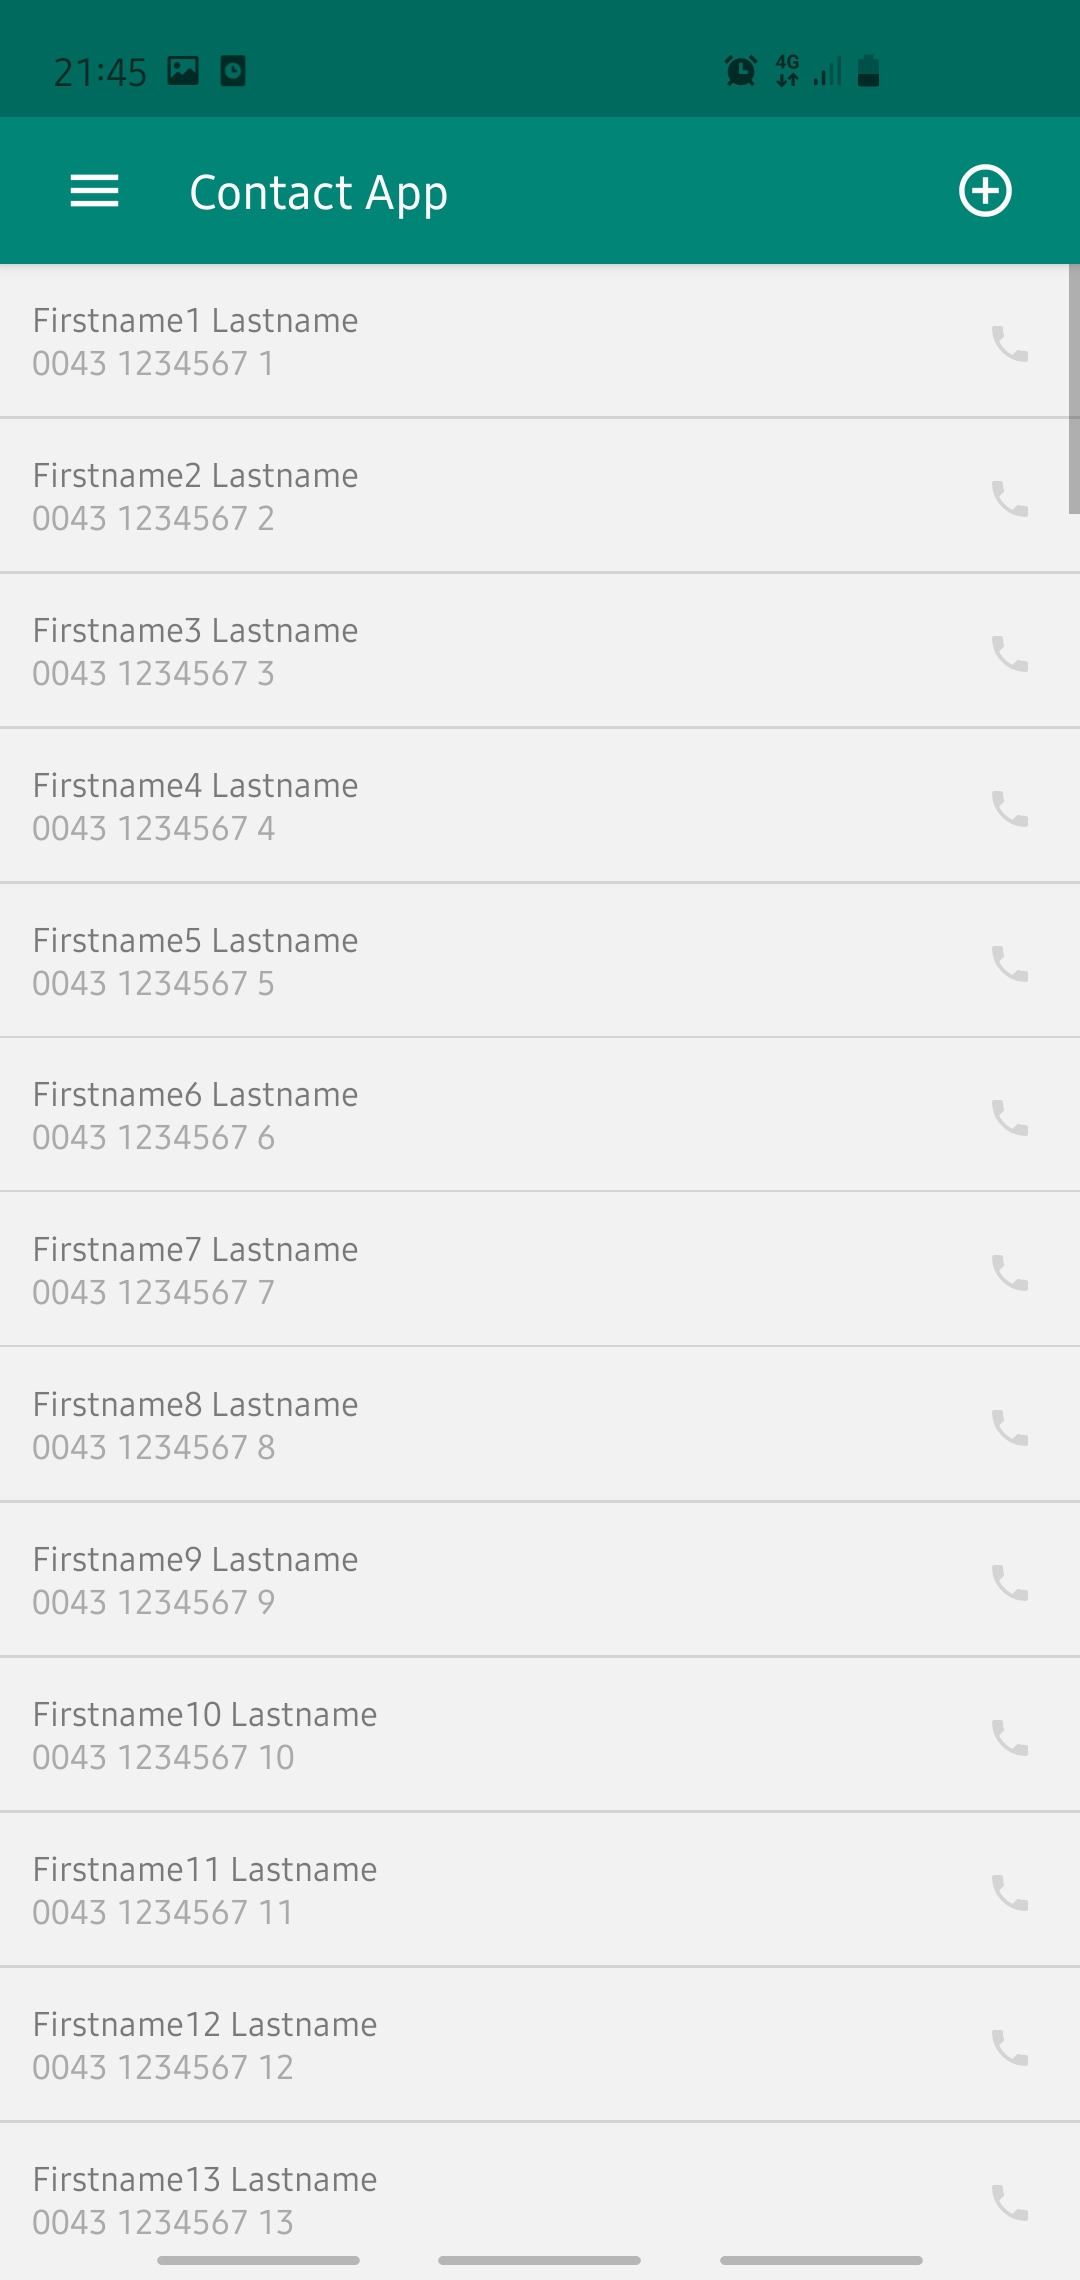 21:45 4G
Contact App
Firstname1 Lastname
0043 1234567 1
Firstname2 Lastname
0043 1234567 2
Firstname3 Lastname
0043 1234567 3
Firstname4 Lastname
0043 1234567 4
Firstname5 Lastname
0043 1234567 5
Firstname6 Lastname
0043 1234567 6
Firstname7 Lastname
0043 1234567 7
Firstname8 Lastname
0043 1234567 8
Firstname9 Lastname
0043 1234567 9
Firstname10 Lastname
0043 1234567 10
Firstname11 Lastname
0043 1234567 11
Firstname12 Lastname
0043 1234567 12
Firstname13 Lastname
0043 1234567 13